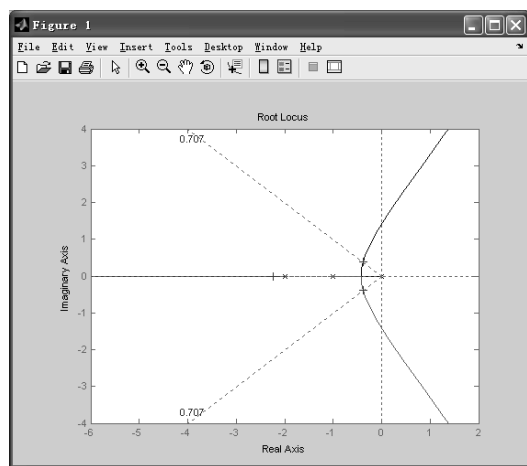 Figure 1
File Edit View Insert Tools Desktop Window Help
Root Locus
0.707
4
3
2
1
0
-1
-2
-3
-4
Imaginary Axis
0.707
-6 -5 -4 -3 -2 -1 0 1 2
Real Axis